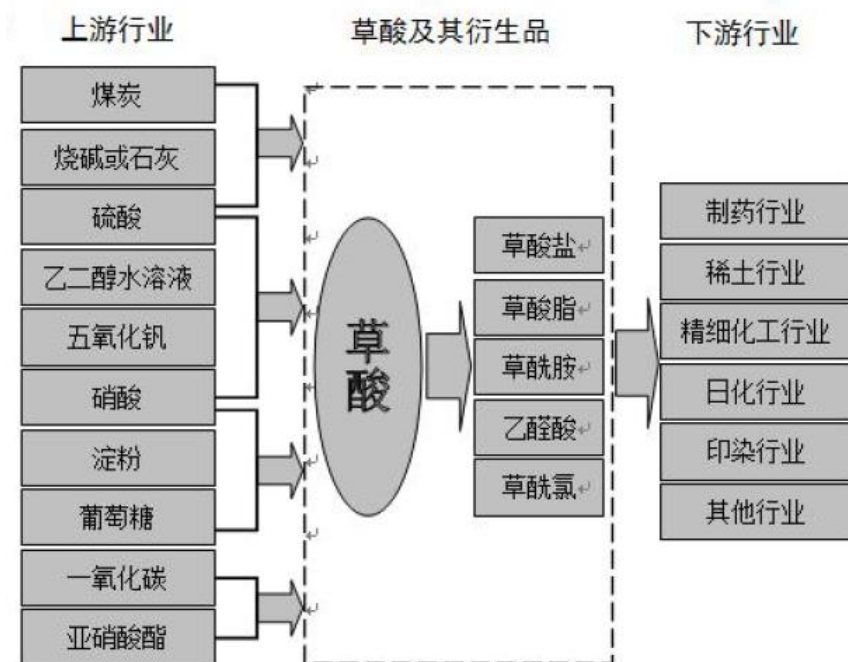 上游行业
草酸及其衍生品
下游行业
煤炭
烧碱或石灰
硫酸
乙二醇水溶液
五氧化钒
硝酸
淀粉
葡萄糖
一氧化碳
亚硝酸酯
草酸
草酸盐
草酸脂
草酰胺
乙醛酸
草酰氯
制药行业
稀土行业
精细化工行业
日化行业
印染行业
其他行业